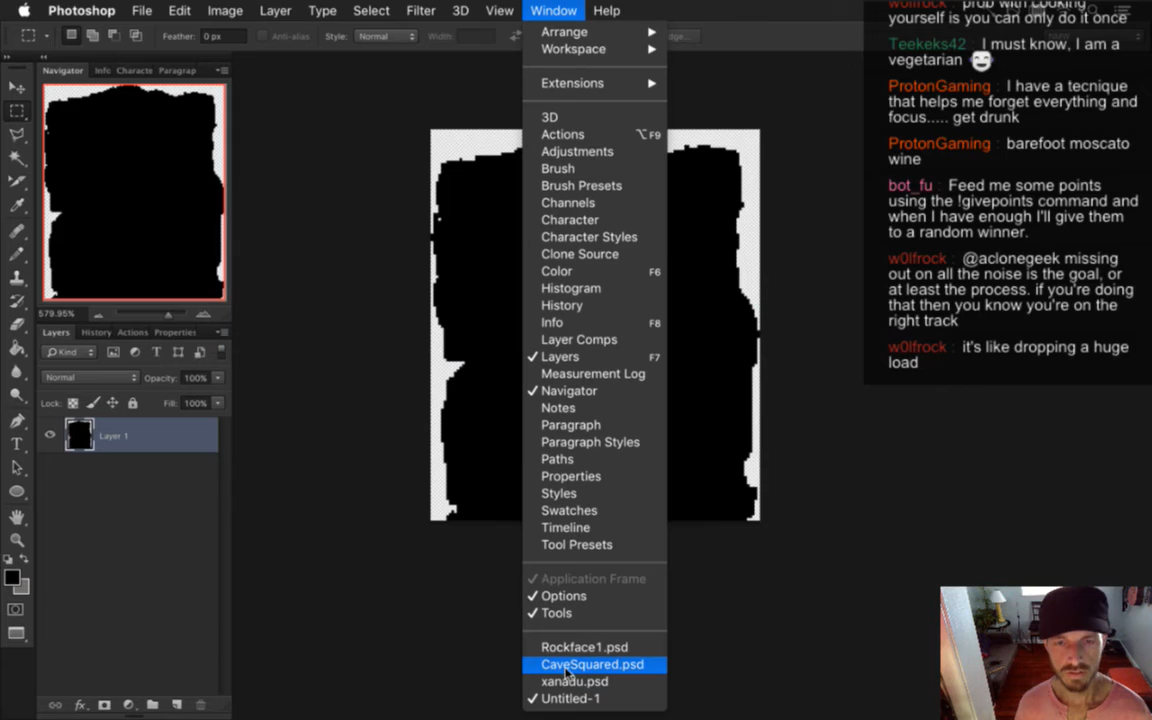 Photoshop File Edit Image Layer Type Select Filter 3D View Window Help
Feather: 0 px Anti-alias Style: Normal Width:
Navigator Info Characte Paragrap
579.95%
Layers History Actions Properties
Kind
Normal Opacity: 100%
Lock: Fill: 100%
Layer 1
Arrange
Workspace
Extensions
3D
Actions ⌥F9
Adjustments
Brush
Brush Presets
Channels
Character
Character Styles
Clone Source
Color F6
Histogram
History
Info F8
Layer Comps
✓ Layers F7
Measurement Log
✓ Navigator
Notes
Paragraph
Paragraph Styles
Paths
Properties
Styles
Swatches
Timeline
Tool Presets
✓ Application Frame
✓ Options
✓ Tools
Rockface1.psd
CaveSquared.psd
xanadu.psd
✓ Untitled-1
w0lfrock : prob with cooking
yourself is you can only do it once
Teekeks42 : I must know, I am a
vegetarian
ProtonGaming : I have a tecnique
that helps me forget everything and
focus..... get drunk
ProtonGaming : barefoot moscato
wine
bot_fu : Feed me some points
using the !givepoints command and
when I have enough I'll give them
to a random winner.
w0lfrock : @aclonegeek missing
out on all the noise is the goal, or
at least the process. if you're doing
that then you know you're on the
right track
w0lfrock : it's like dropping a huge
load